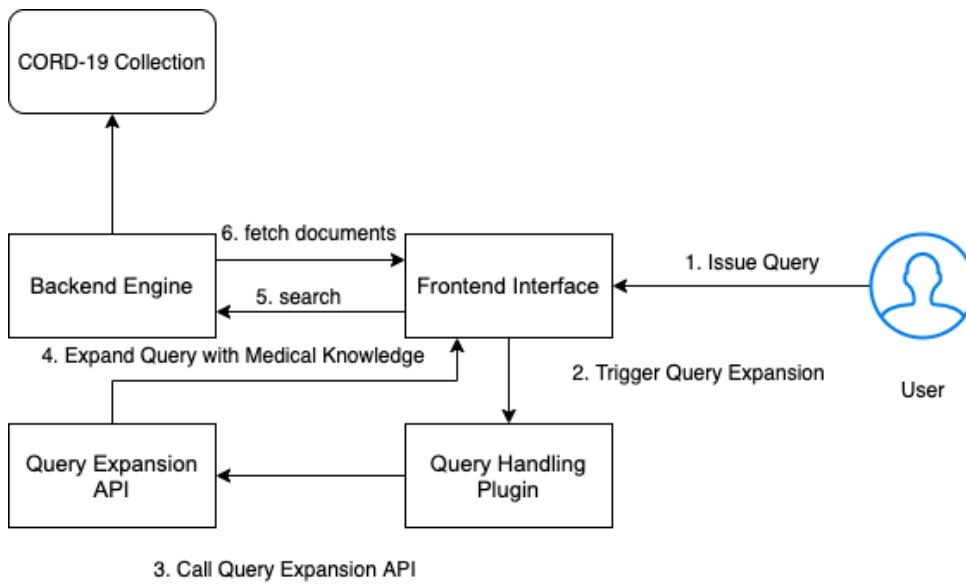 CORD-19 Collection
6. fetch documents
1. Issue Query
Backend Engine
Frontend Interface
5. search
4. Expand Query with Medical Knowledge
2. Trigger Query Expansion
User
Query Expansion
API
Query Handling
Plugin
3. Call Query Expansion API